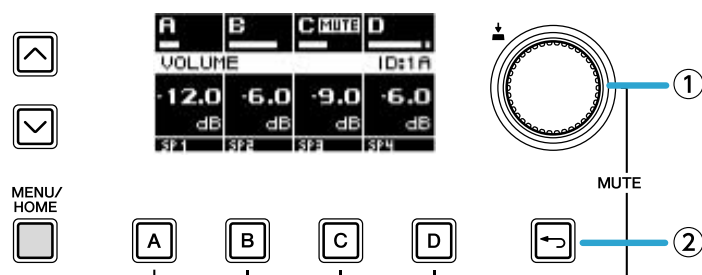 A B C MUTE D
VOLUME ID:1A
-12.0 -6.0 -9.0 -6.0
dB dB dB dB
SP1 SP2 SP3 SP4
①
MUTE
MENU/
HOME
A B C D
②